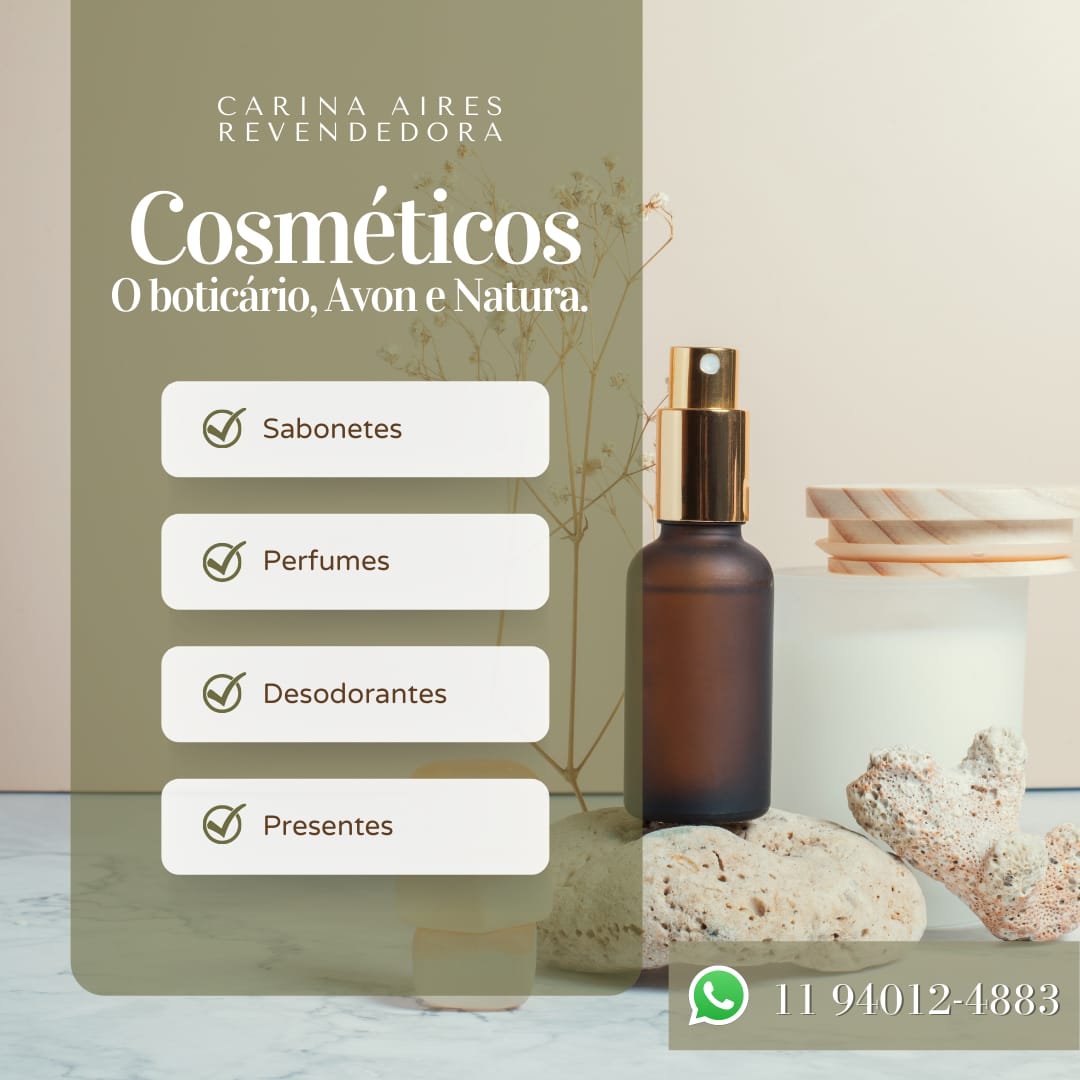 CARINA AIRES
REVENDEDORA
Cosméticos
O boticário, Avon e Natura.
Sabonetes
Perfumes
Desodorantes
Presentes
11 94012-4883